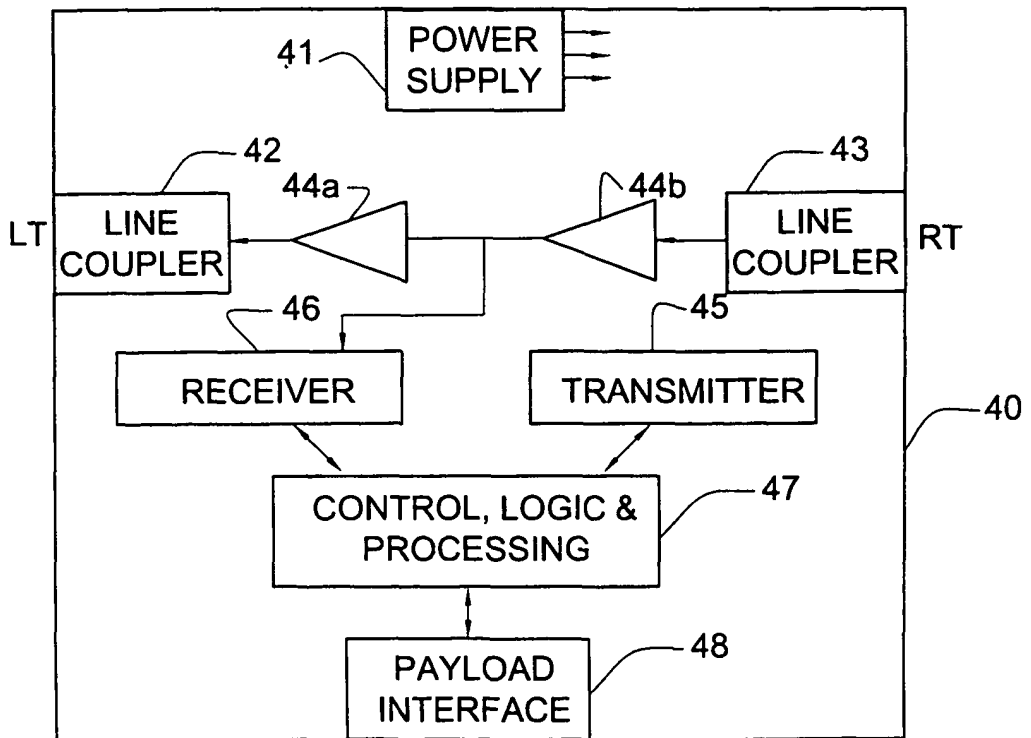 POWER
SUPPLY
41
42
43
44a
44b
LT
LINE
COUPLER
LINE
COUPLER
RT
46
45
RECEIVER
TRANSMITTER
40
CONTROL, LOGIC &
PROCESSING
47
PAYLOAD
INTERFACE
48